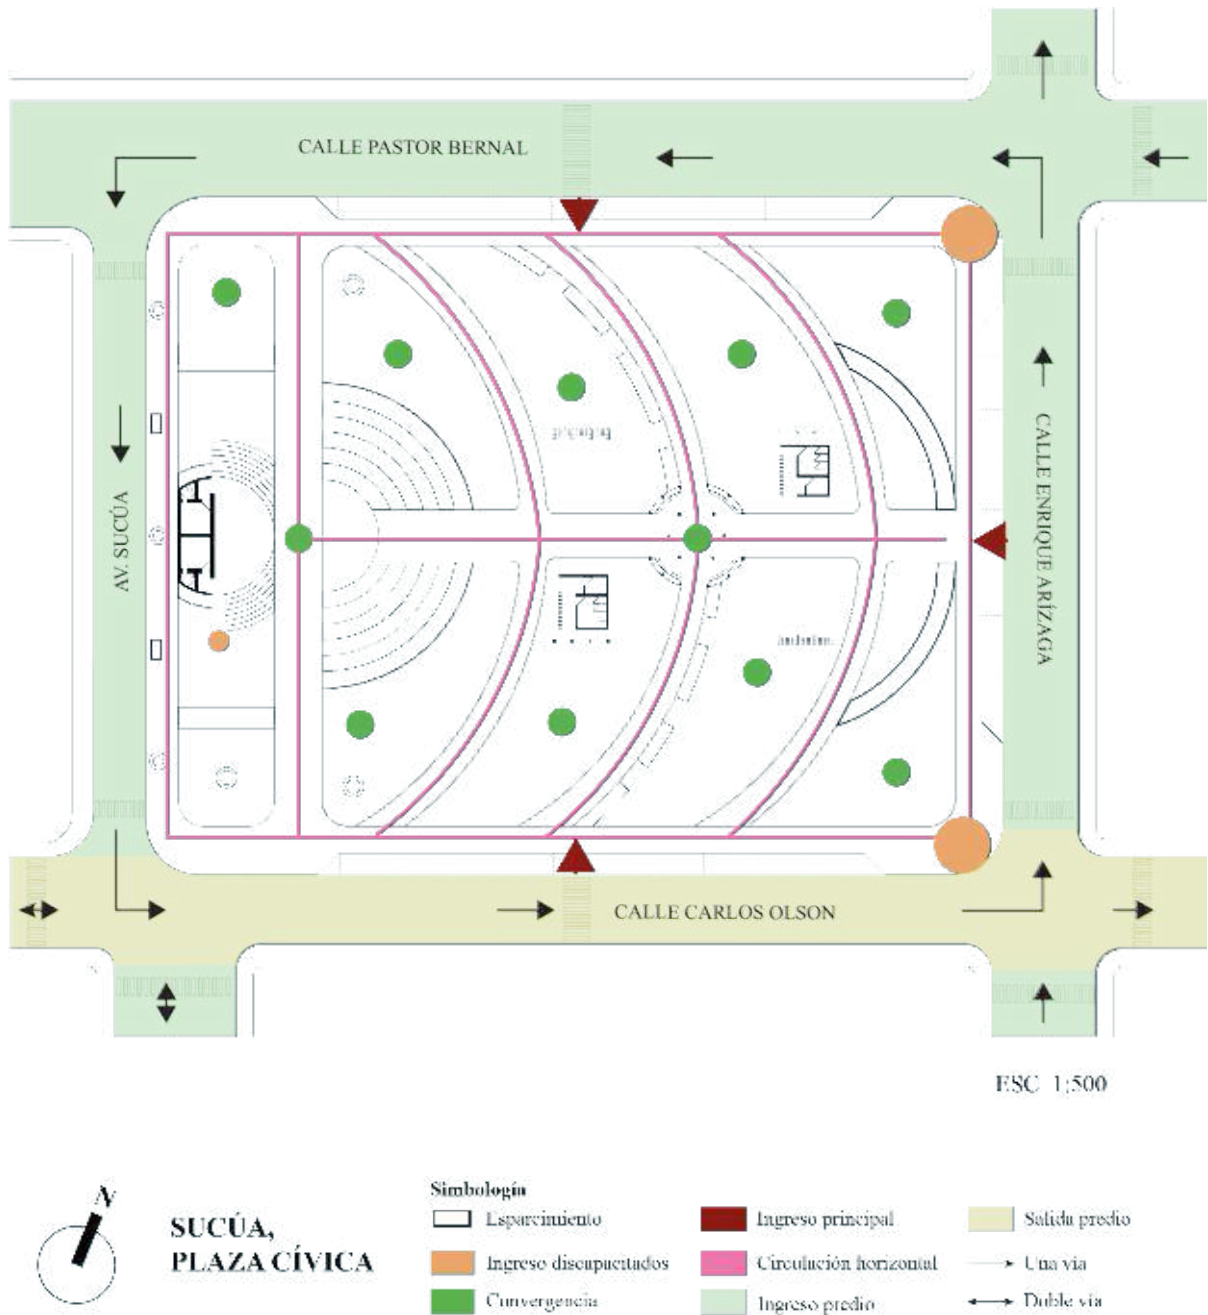 CALLE PASTOR BERNAL
AV. SUCÚA
CALLE ENRIQUE ARÍZAGA
CALLE CARLOS OLSON
ESC 1:500
N
SUCÚA,
PLAZA CÍVICA
Simbología
Esparcimiento
Ingreso discapacitados
Convergencia
Ingreso principal
Circulación horizontal
Ingreso predio
Salida predio
Una vía
Doble vía